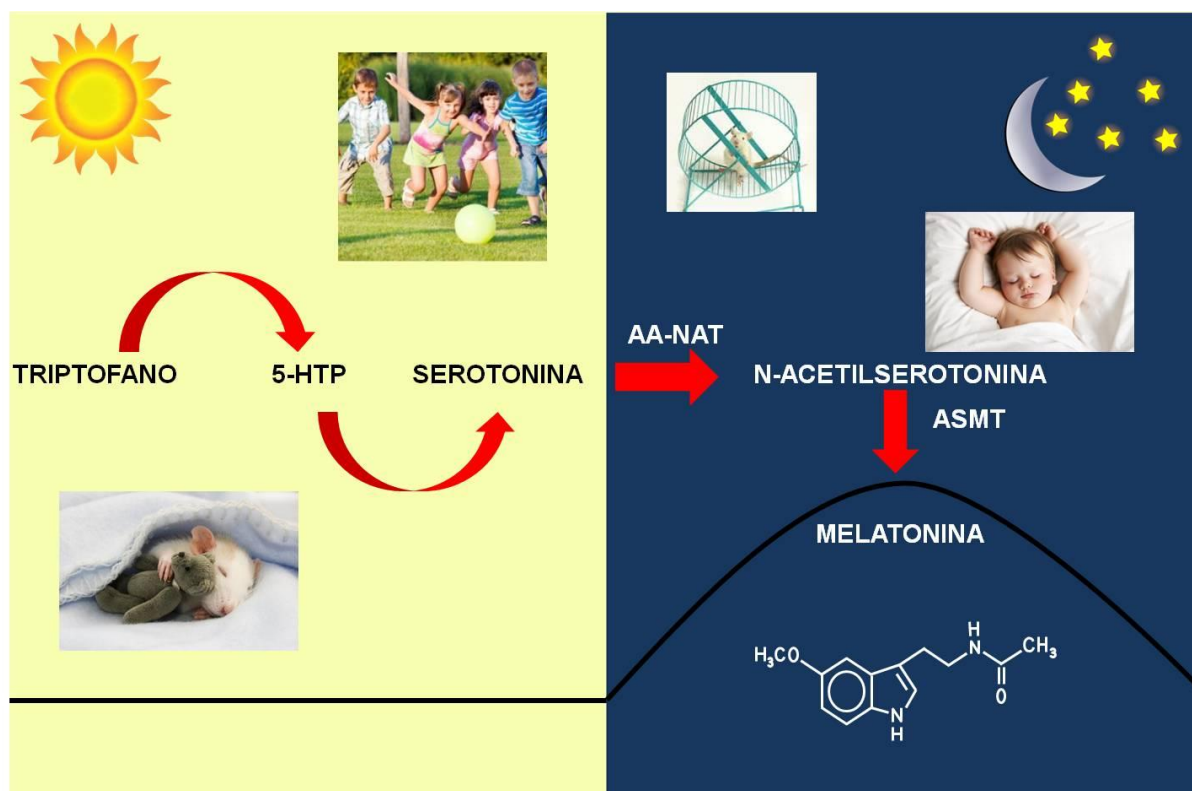 AA-NAT
TRIPTOFANO
5-HTP
SEROTONINA
N-ACETILSEROTONINA
ASMT
MELATONINA
H
N
CH3
H3CO
O
N
H